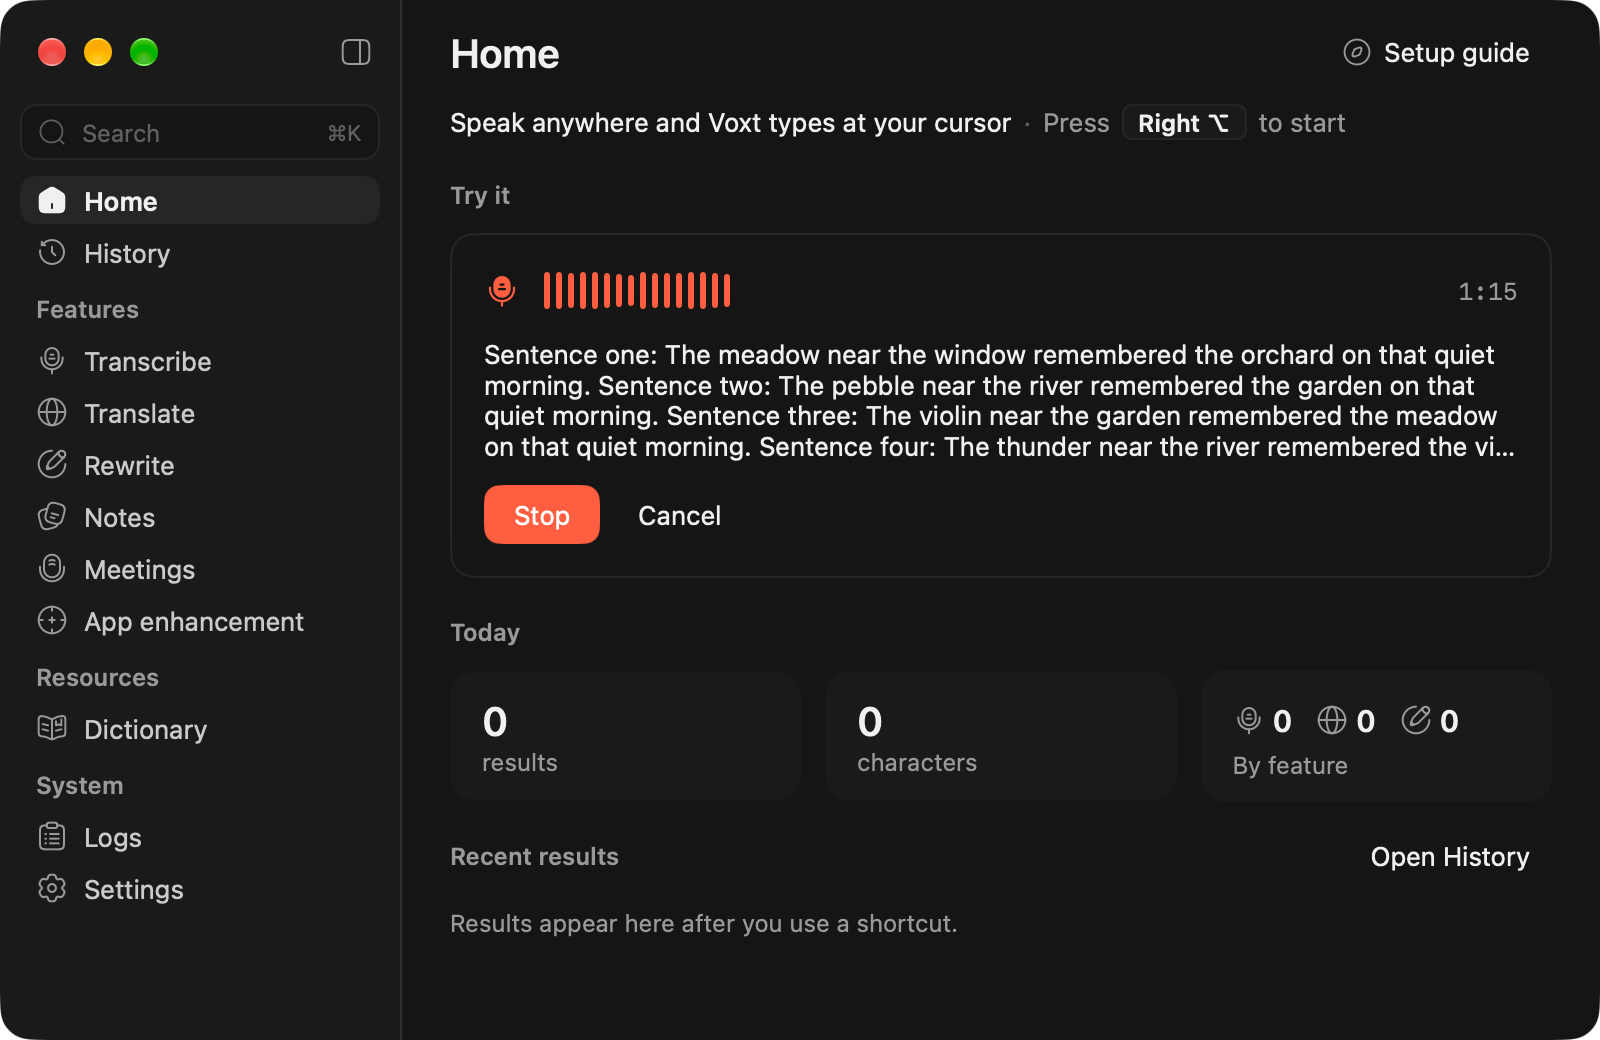 Search ⌘K
Home
History
Features
Transcribe
Translate
Rewrite
Notes
Meetings
App enhancement
Resources
Dictionary
System
Logs
Settings
Home
Setup guide
Speak anywhere and Voxt types at your cursor · Press Right ⌥ to start
Try it
1:15
Sentence one: The meadow near the window remembered the orchard on that quiet
morning. Sentence two: The pebble near the river remembered the garden on that
quiet morning. Sentence three: The violin near the garden remembered the meadow
on that quiet morning. Sentence four: The thunder near the river remembered the vi...
Stop
Cancel
Today
0
results
0
characters
0 0 0
By feature
Recent results
Open History
Results appear here after you use a shortcut.